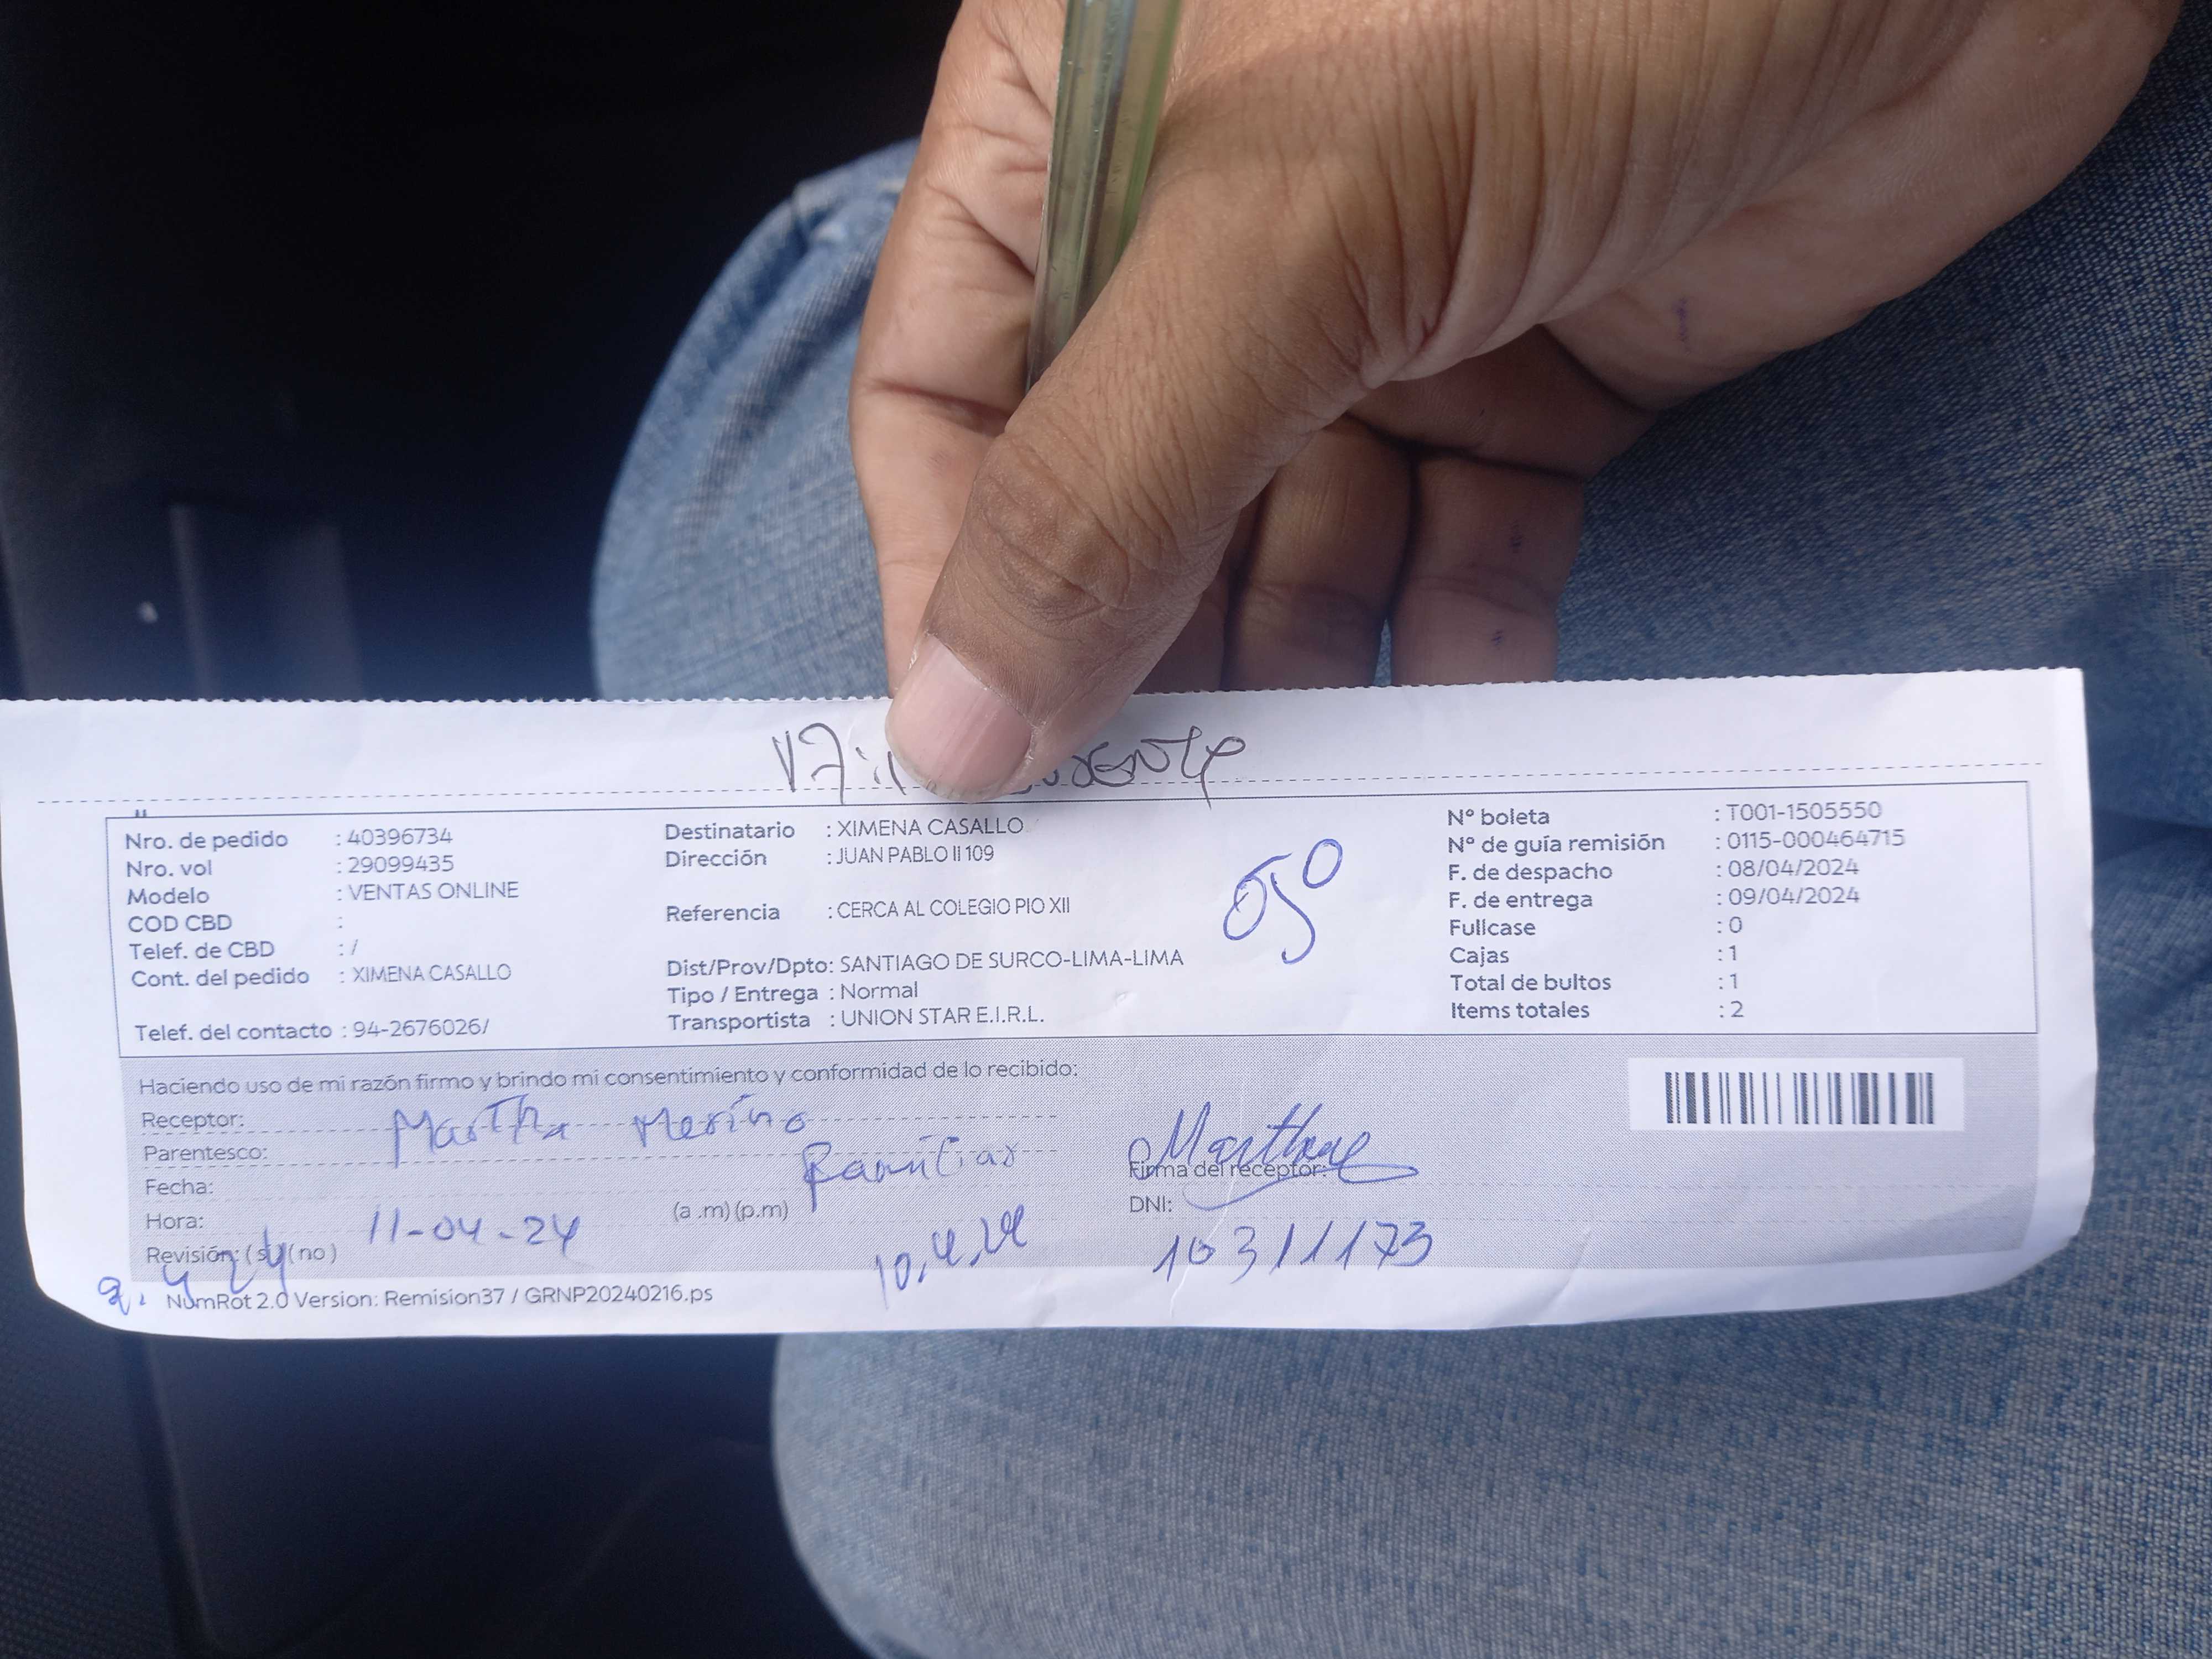 Nro. de pedido : 40396734
Nro. vol : 29099435
Modelo : VENTAS ONLINE
COD CBD :
Telef. de CBD : /
Cont. del pedido : XIMENA CASALLO
Telef. del contacto : 94-2676026/
Destinatario : XIMENA CASALLO
Dirección : JUAN PABLO II 109
Referencia : CERCA AL COLEGIO PIO XII
Dist/Prov/Dpto: SANTIAGO DE SURCO-LIMA-LIMA
Tipo / Entrega : Normal
Transportista : UNION STAR E.I.R.L.
Nº boleta : T001-1505550
Nº de guía remisión : 0115-000464715
F. de despacho : 08/04/2024
F. de entrega : 09/04/2024
Fullcase : 0
Cajas : 1
Total de bultos : 1
Items totales : 2
Haciendo uso de mi razón firmo y brindo mi consentimiento y conformidad de lo recibido:
Receptor: Martha Merino
Parentesco: Familiar
Fecha:
Hora: 11-04-24 (a .m) (p.m)
Revisión: ( si) (no )
10.4.24
9. 4 24
Firma del receptor:
DNI:
10311173
NumRot 2.0 Version: Remision37 / GRNP20240216.ps